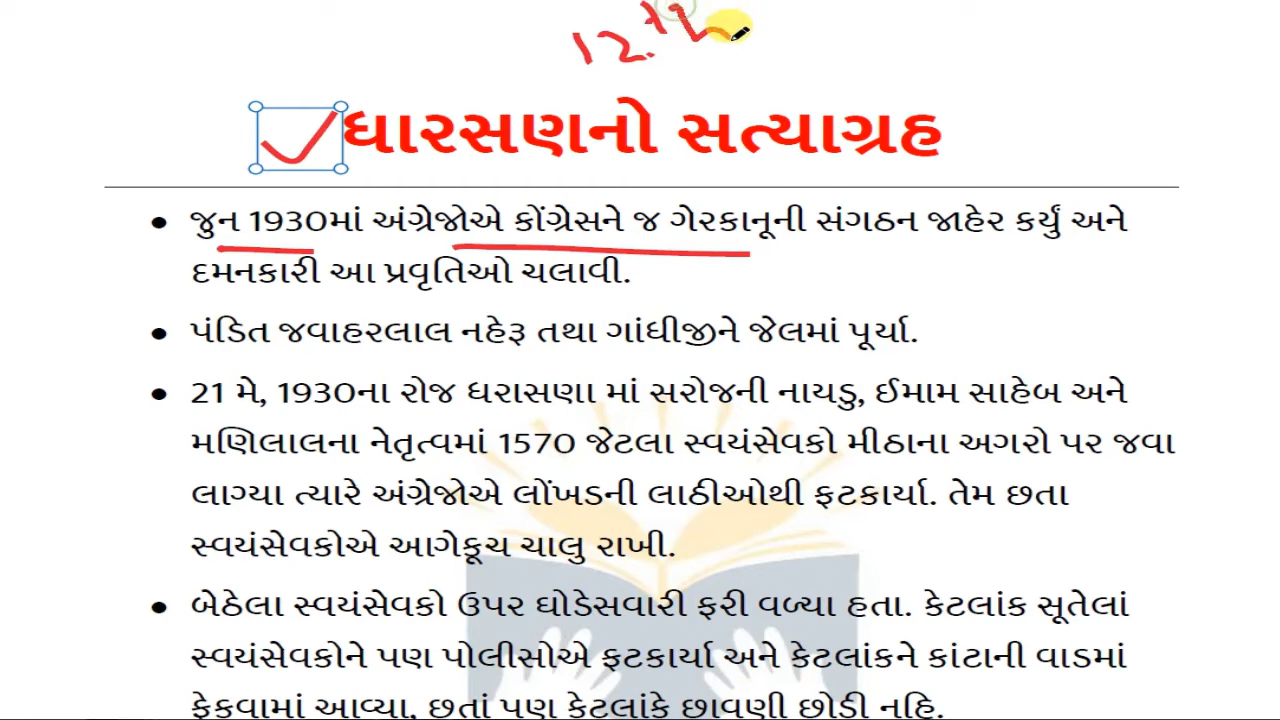 ધારસણનો સત્યાગ્રહ
• જુન 1930માં અંગ્રેજોએ કોંગ્રેસને જ ગેરકાનૂની સંગઠન જાહેર કર્યું અને
દમનકારી આ પ્રવૃતિઓ ચલાવી.
• પંડિત જવાહરલાલ નહેરૂ તથા ગાંધીજીને જેલમાં પૂર્યા.
• 21 મે, 1930ના રોજ ધરાસણા માં સરોજની નાયડુ, ઈમામ સાહેબ અને
મણિલાલના નેતૃત્વમાં 1570 જેટલા સ્વયંસેવકો મીઠાના અગરો પર જવા
લાગ્યા ત્યારે અંગ્રેજોએ લોંખડની લાઠીઓથી ફટકાર્યા. તેમ છતા
સ્વયંસેવકોએ આગેકૂચ ચાલુ રાખી.
• બેઠેલા સ્વયંસેવકો ઉપર ઘોડેસવારી ફરી વળ્યા હતા. કેટલાંક સૂતેલાં
સ્વયંસેવકોને પણ પોલીસોએ ફટકાર્યા અને કેટલાંકને કાંટાની વાડમાં
ફેકવામાં આવ્યા, છતાં પણ કેટલાંકે છાવણી છોડી નહિ.